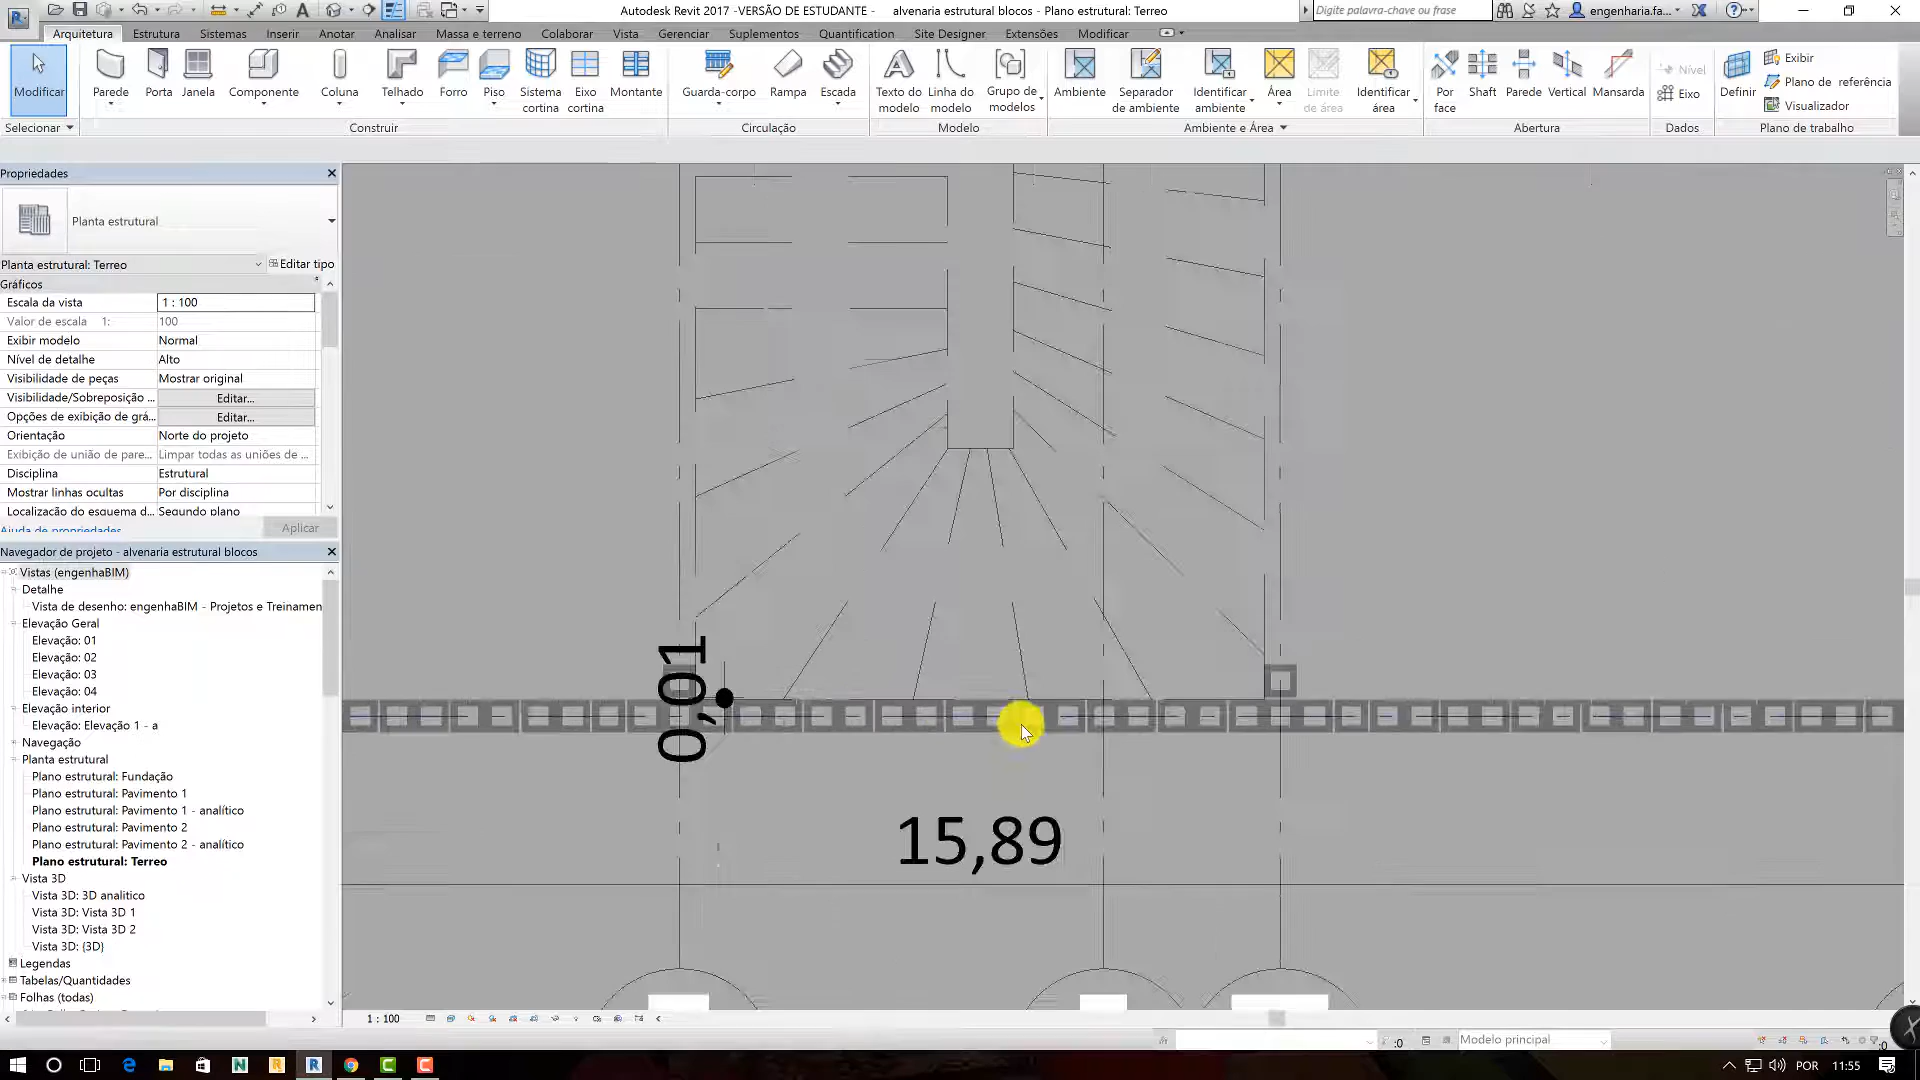 Autodesk Revit 2017 -VERSÃO DE ESTUDANTE - alvenaria estrutural blocos - Plano estrutural: Terreo
Digite palavra-chave ou frase
engenharia.fa...
Arquitetura Estrutura Sistemas Inserir Anotar Analisar Massa e terreno Colaborar Vista Gerenciar Suplementos Quantification Site Designer Extensões Modificar
Modificar Parede Porta Janela Componente Coluna Telhado Forro Piso Sistema cortina Eixo cortina Montante Guarda-corpo Rampa Escada Texto do modelo Linha do modelo Grupo de modelos Ambiente Separador de ambiente Identificar ambiente Área Limite de área Identificar área Por face Shaft Parede Vertical Mansarda Nível Eixo Definir Exibir Plano de referência Visualizador
Selecionar Construir Circulação Modelo Ambiente e Área Abertura Dados Plano de trabalho
Propriedades
Planta estrutural
Planta estrutural: Terreo Editar tipo
Gráficos
Escala da vista 1 : 100
Valor de escala 1: 100
Exibir modelo Normal
Nível de detalhe Alto
Visibilidade de peças Mostrar original
Visibilidade/Sobreposição ... Editar...
Opções de exibição de grá... Editar...
Orientação Norte do projeto
Exibição de união de pare... Limpar todas as uniões de ...
Disciplina Estrutural
Mostrar linhas ocultas Por disciplina
Localização do esquema d... Segundo plano
Ajuda de propriedades Aplicar
Navegador de projeto - alvenaria estrutural blocos
Vistas (engenhaBIM)
Detalhe
Vista de desenho: engenhaBIM - Projetos e Treinamen
Elevação Geral
Elevação: 01
Elevação: 02
Elevação: 03
Elevação: 04
Elevação interior
Elevação: Elevação 1 - a
Navegação
Planta estrutural
Plano estrutural: Fundação
Plano estrutural: Pavimento 1
Plano estrutural: Pavimento 1 - analítico
Plano estrutural: Pavimento 2
Plano estrutural: Pavimento 2 - analítico
Plano estrutural: Terreo
Vista 3D
Vista 3D: 3D analitico
Vista 3D: Vista 3D 1
Vista 3D: Vista 3D 2
Vista 3D: {3D}
Legendas
Tabelas/Quantidades
Folhas (todas)
0,01
15,89
1 : 100
:0
Modelo principal
:0
POR 11:55